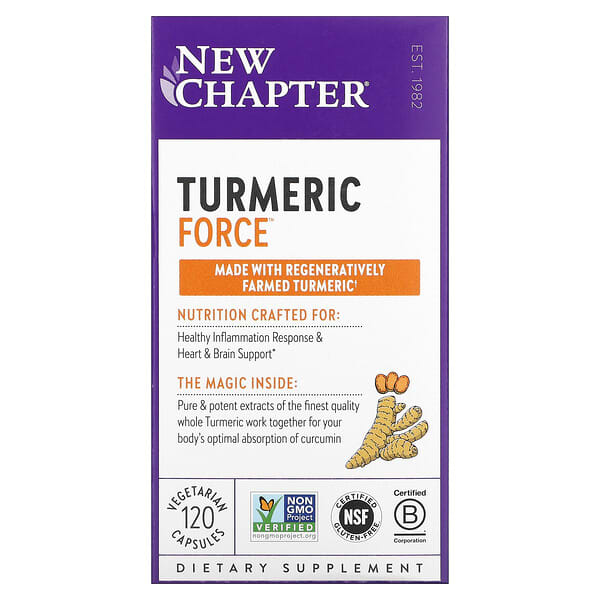 NEW
CHAPTER®
EST. 1982
TURMERIC
FORCE™
MADE WITH REGENERATIVELY
FARMED TURMERIC†
NUTRITION CRAFTED FOR:
Healthy Inflammation Response &
Heart & Brain Support*
THE MAGIC INSIDE:
Pure & potent extracts of the finest quality
whole Turmeric work together for your
body's optimal absorption of curcumin
VEGETARIAN
120
CAPSULES
NON
GMO
Project
VERIFIED
nongmoproject.org
CERTIFIED
NSF
GLUTEN-FREE
Certified
B
Corporation
DIETARY SUPPLEMENT